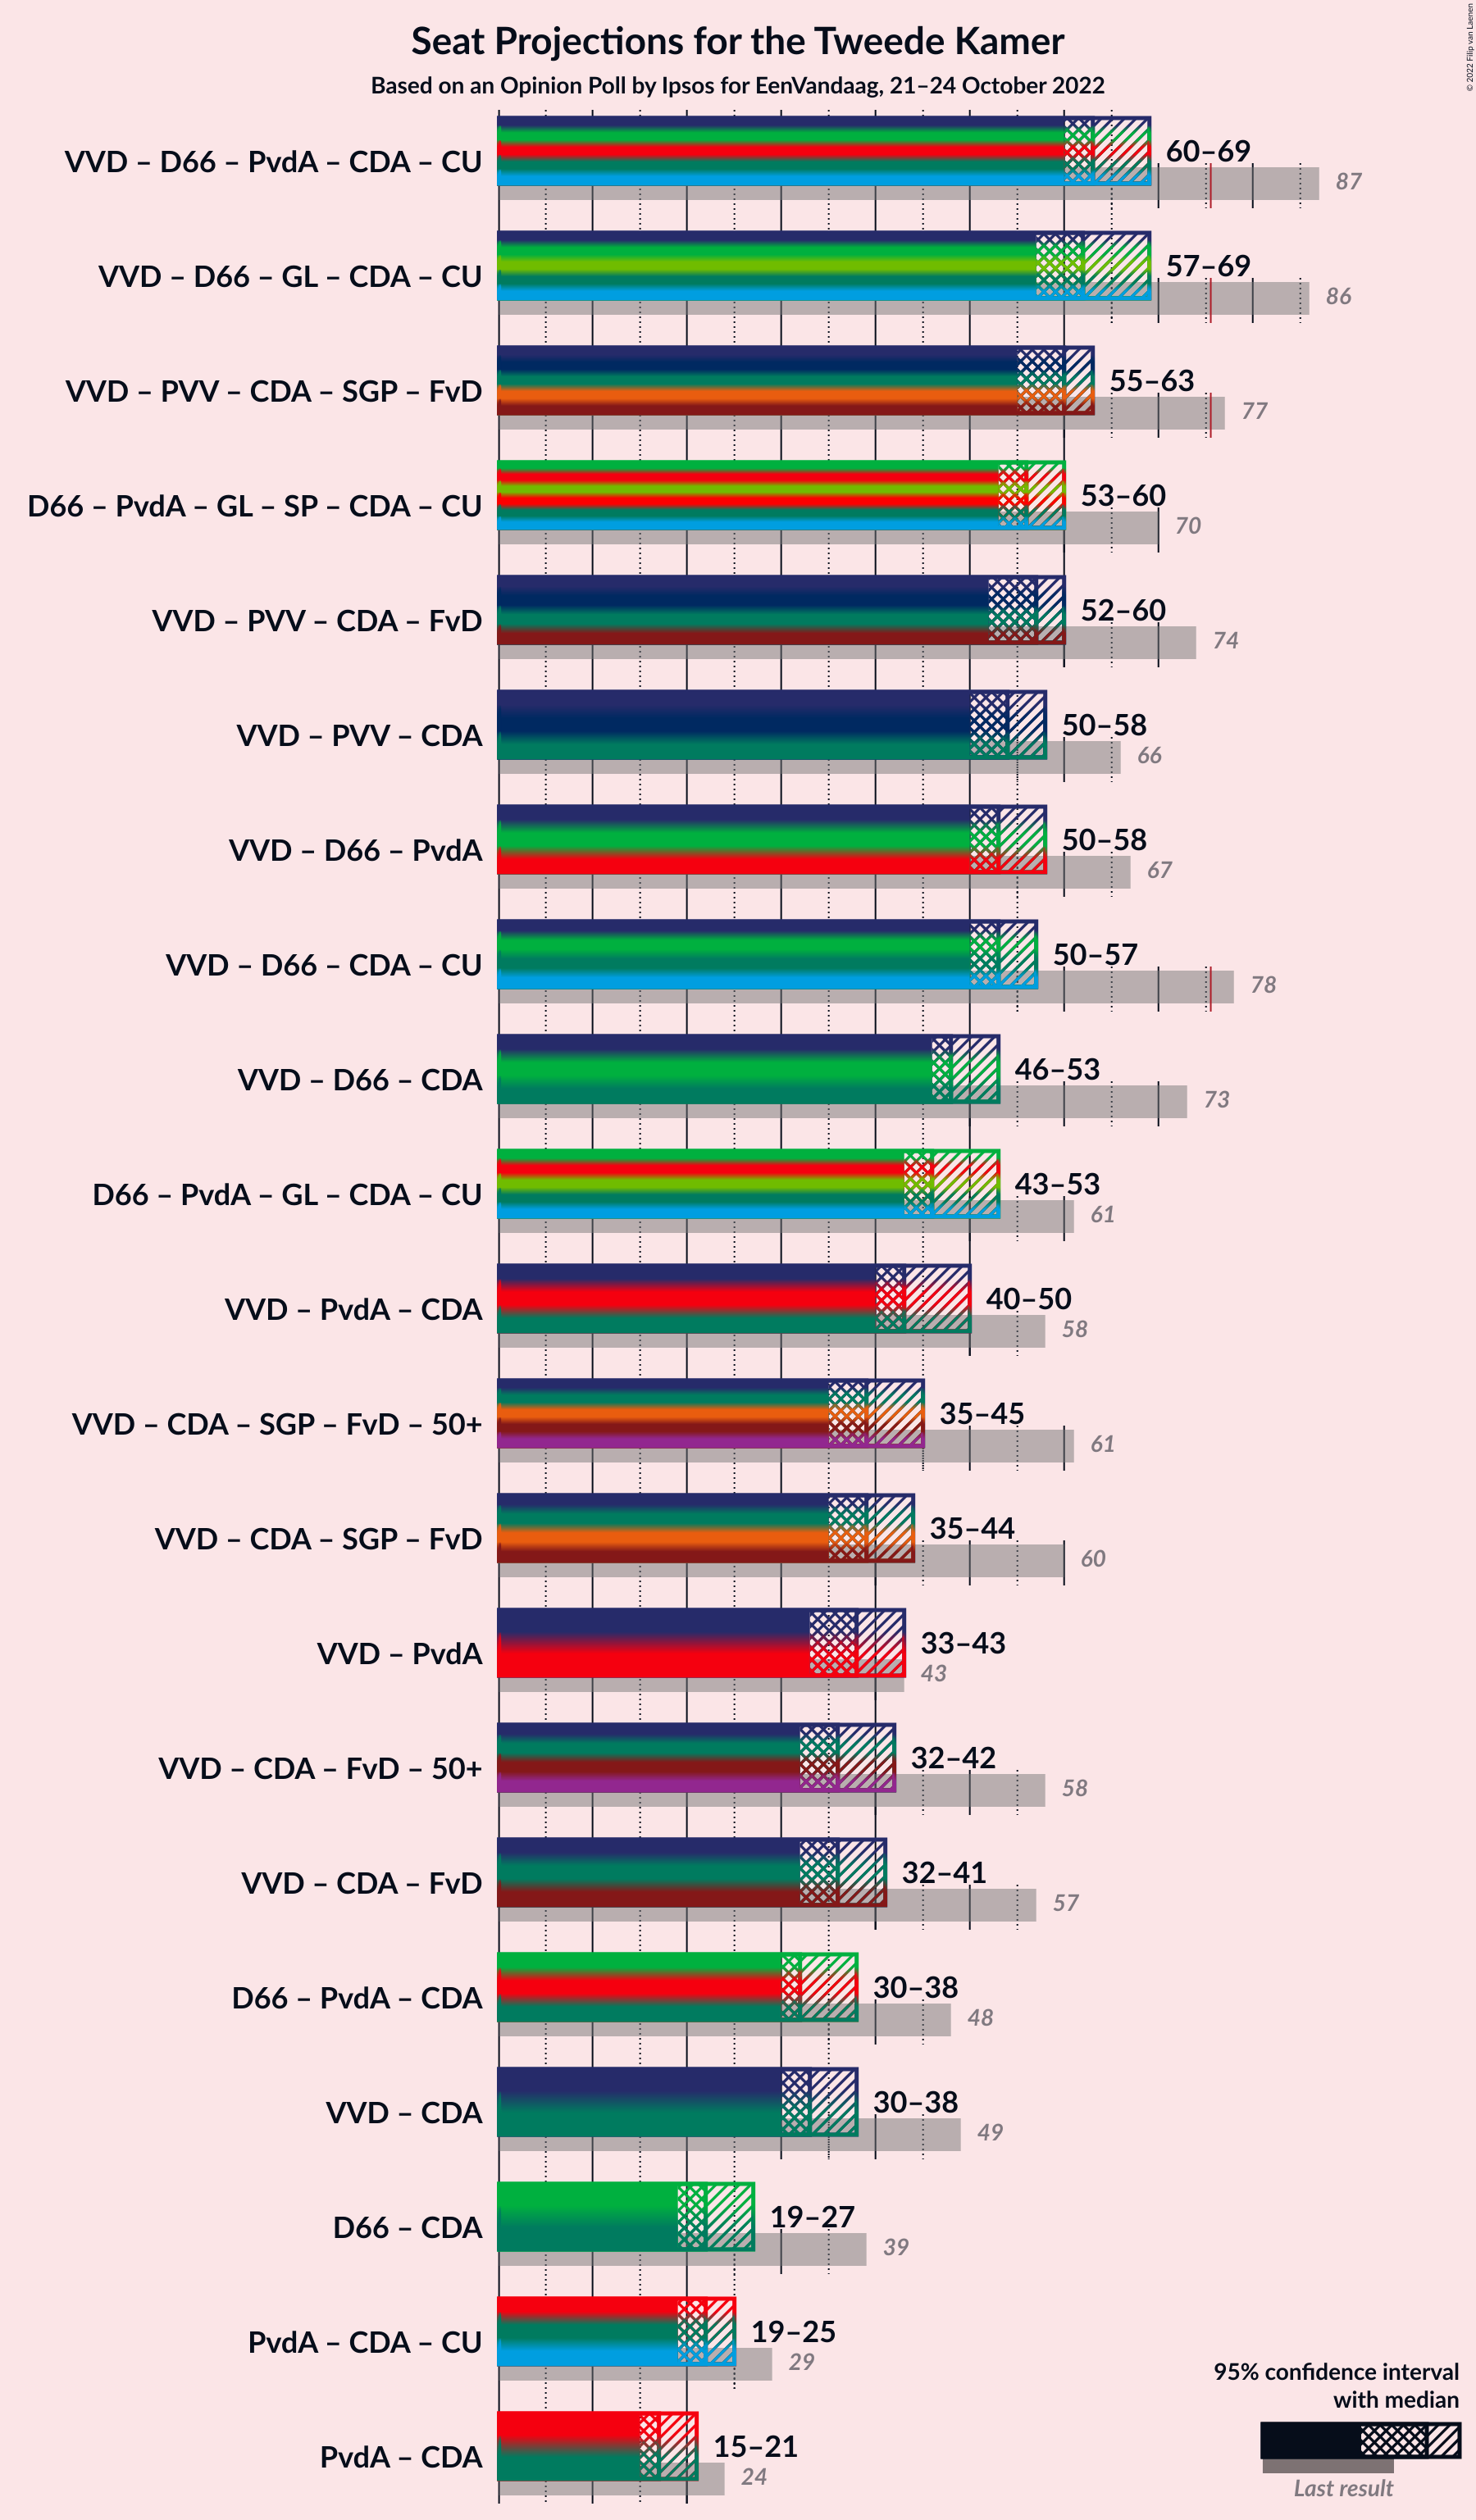 Seat Projections for the Tweede Kamer
Based on an Opinion Poll by Ipsos for EenVandaag, 21–24 October 2022
© 2022 Filip van Laenen
VVD – D66 – PvdA – CDA – CU
60–69
87
VVD – D66 – GL – CDA – CU
57–69
86
VVD – PVV – CDA – SGP – FvD
55–63
77
D66 – PvdA – GL – SP – CDA – CU
53–60
70
VVD – PVV – CDA – FvD
52–60
74
VVD – PVV – CDA
50–58
66
VVD – D66 – PvdA
50–58
67
VVD – D66 – CDA – CU
50–57
78
VVD – D66 – CDA
46–53
73
D66 – PvdA – GL – CDA – CU
43–53
61
VVD – PvdA – CDA
40–50
58
VVD – CDA – SGP – FvD – 50+
35–45
61
VVD – CDA – SGP – FvD
35–44
60
VVD – PvdA
33–43
43
VVD – CDA – FvD – 50+
32–42
58
VVD – CDA – FvD
32–41
57
D66 – PvdA – CDA
30–38
48
VVD – CDA
30–38
49
D66 – CDA
19–27
39
PvdA – CDA – CU
19–25
29
PvdA – CDA
15–21
24
95% confidence interval
with median
Last result